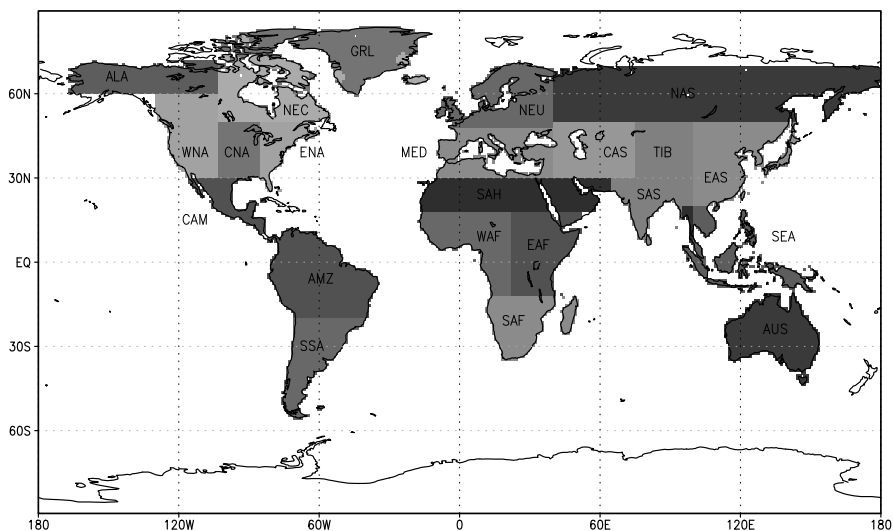 GRL
ALA
NAS
60N
NEC
NEU
WNA
CNA
ENA
MED
CAS
TIB
EAS
30N
SAH
SAS
CAM
WAF
EAF
SEA
EQ
AMZ
SAF
AUS
30S
SSA
60S
180
120W
60W
0
60E
120E
180